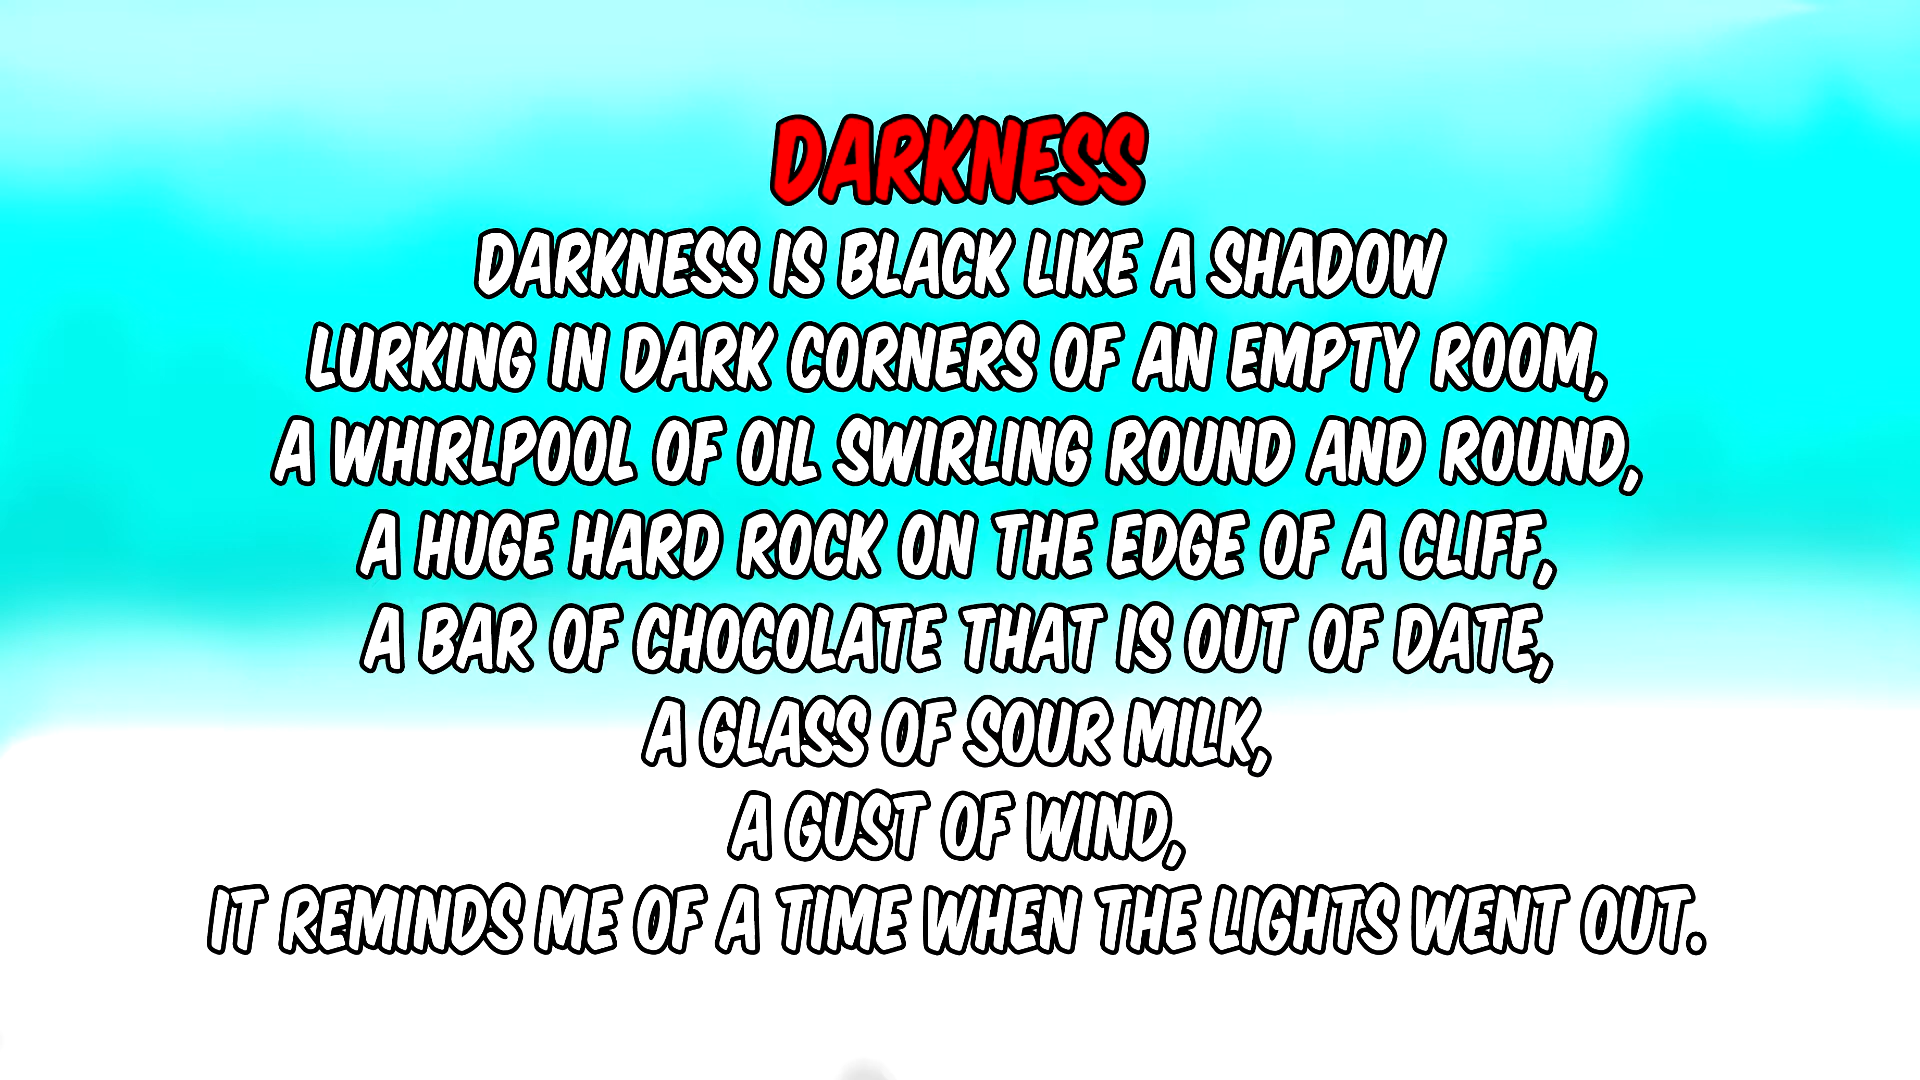 DARKNESS
DARKNESS IS BLACK LIKE A SHADOW
LURKING IN DARK CORNERS OF AN EMPTY ROOM,
A WHIRLPOOL OF OIL SWIRLING ROUND AND ROUND,
A HUGE HARD ROCK ON THE EDGE OF A CLIFF,
A BAR OF CHOCOLATE THAT IS OUT OF DATE,
A GLASS OF SOUR MILK,
A GUST OF WIND,
IT REMINDS ME OF A TIME WHEN THE LIGHTS WENT OUT.